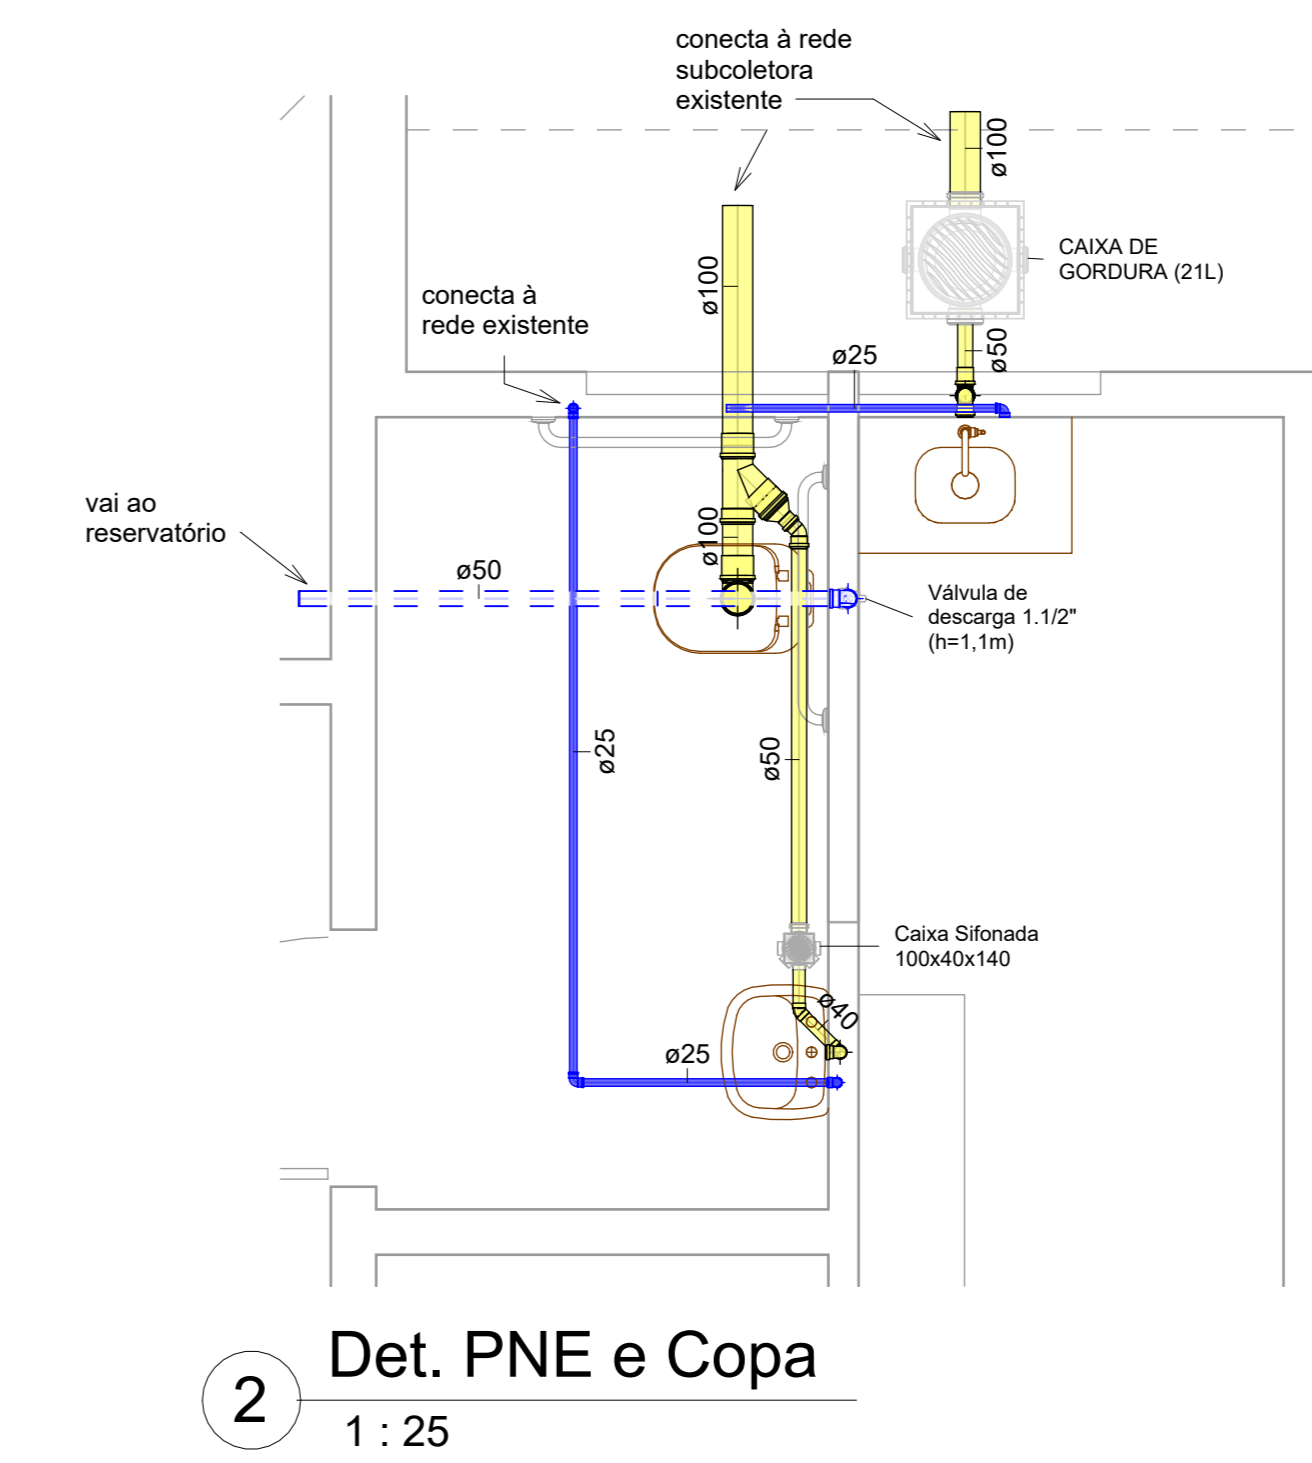 conecta à rede
subcoletora
existente
ø100
CAIXA DE
GORDURA (21L)
ø100
conecta à
rede existente
ø25
ø50
vai ao
reservatório
ø100
ø50
Válvula de
descarga 1.1/2"
(h=1,1m)
ø25
ø50
Caixa Sifonada
100x40x140
ø40
ø25
2
Det. PNE e Copa
1 : 25